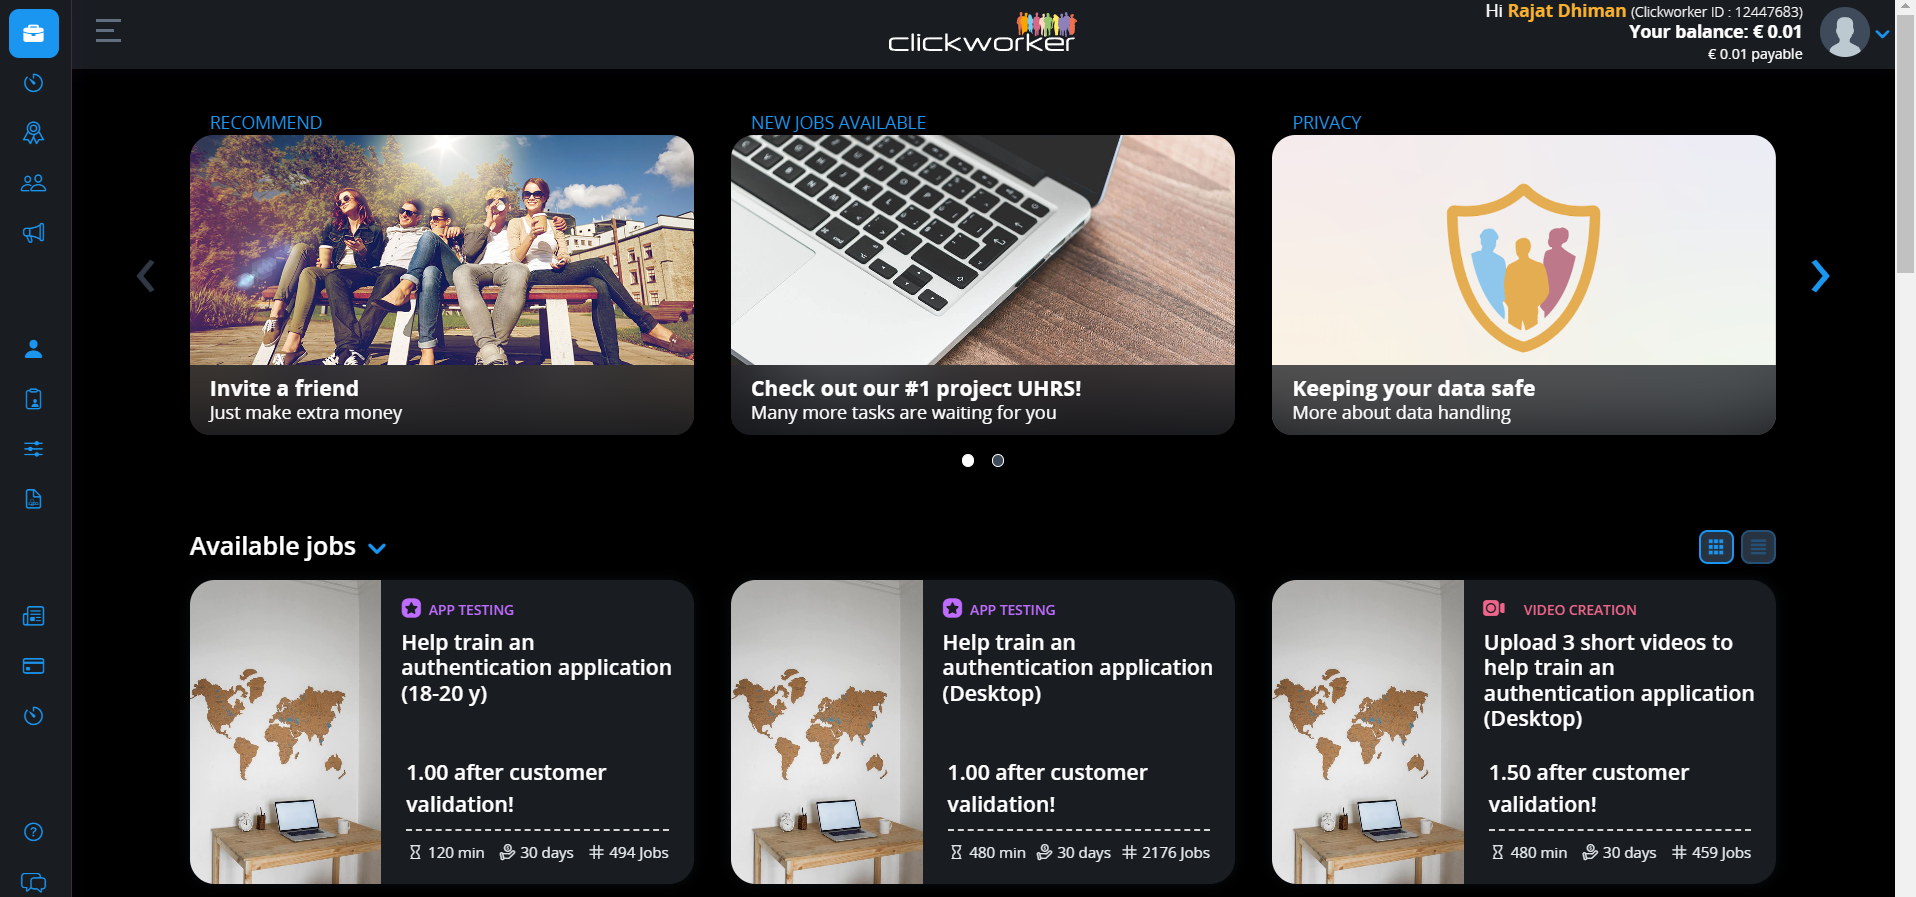 clickworker
Hi Rajat Dhiman (Clickworker ID : 12447683)
Your balance: € 0.01
€ 0.01 payable
RECOMMEND
Invite a friend
Just make extra money
NEW JOBS AVAILABLE
Check out our #1 project UHRS!
Many more tasks are waiting for you
PRIVACY
Keeping your data safe
More about data handling
Available jobs
APP TESTING
Help train an
authentication application
(18-20 y)
1.00 after customer
validation!
120 min 30 days 494 Jobs
APP TESTING
Help train an
authentication application
(Desktop)
1.00 after customer
validation!
480 min 30 days 2176 Jobs
VIDEO CREATION
Upload 3 short videos to
help train an
authentication application
(Desktop)
1.50 after customer
validation!
480 min 30 days 459 Jobs